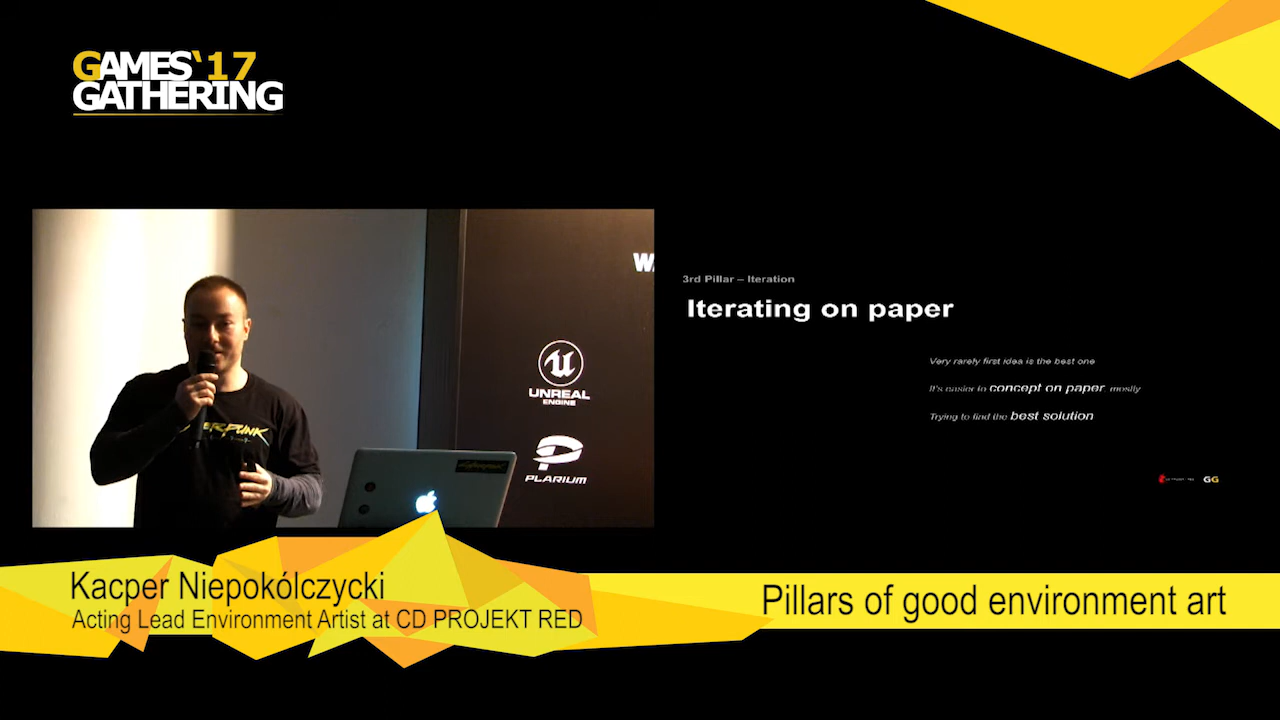 GAMES'17
GATHERING
W
UNREAL
ENGINE
PLARIUM
3rd Pillar – Iteration
Iterating on paper
Very rarely first idea is the best one
It's easier to concept on paper, mostly
Trying to find the best solution
GG
Kacper Niepokólczycki
Acting Lead Environment Artist at CD PROJEKT RED
Pillars of good environment art